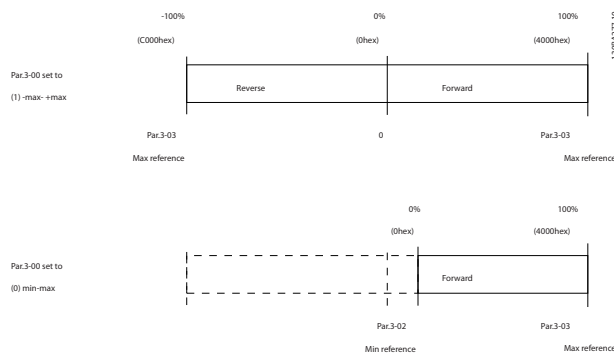 -100% 0% 100%
(C000hex) (0hex) (4000hex)
Par.3-00 set to
(1) -max- +max
Reverse Forward
Par.3-03 0 Par.3-03
Max reference Max reference
0% 100%
(0hex) (4000hex)
Par.3-00 set to
(0) min-max
Forward
Par.3-02 Par.3-03
Min reference Max reference